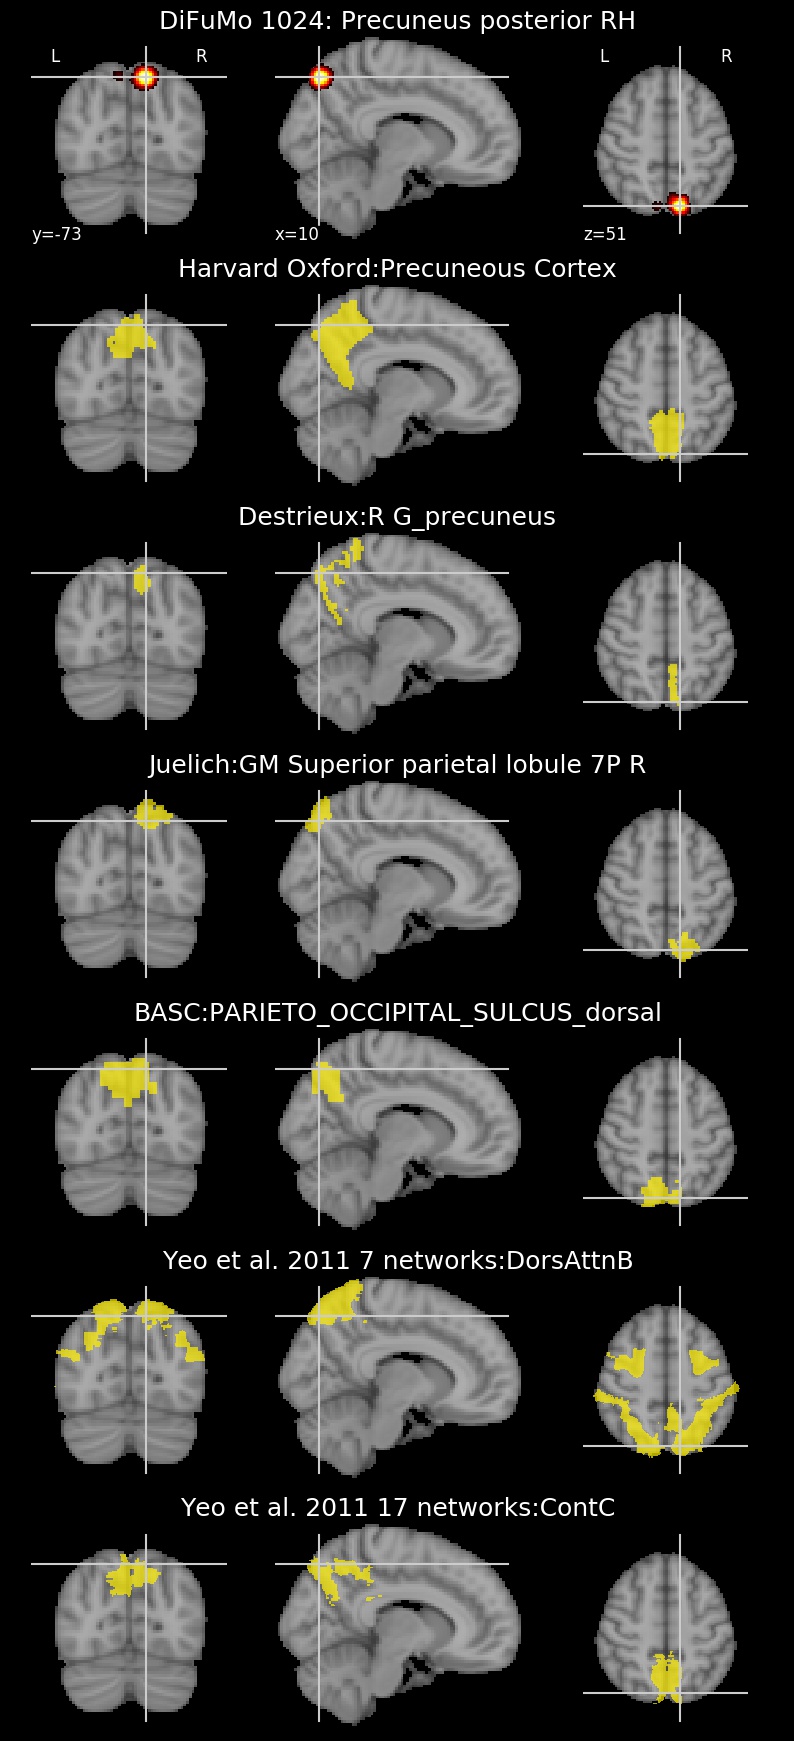 DiFuMo 1024: Precuneus posterior RH
L R L R
y=-73 x=10 z=51
Harvard Oxford:Precuneous Cortex
Destrieux:R G_precuneus
Juelich:GM Superior parietal lobule 7P R
BASC:PARIETO_OCCIPITAL_SULCUS_dorsal
Yeo et al. 2011 7 networks:DorsAttnB
Yeo et al. 2011 17 networks:ContC